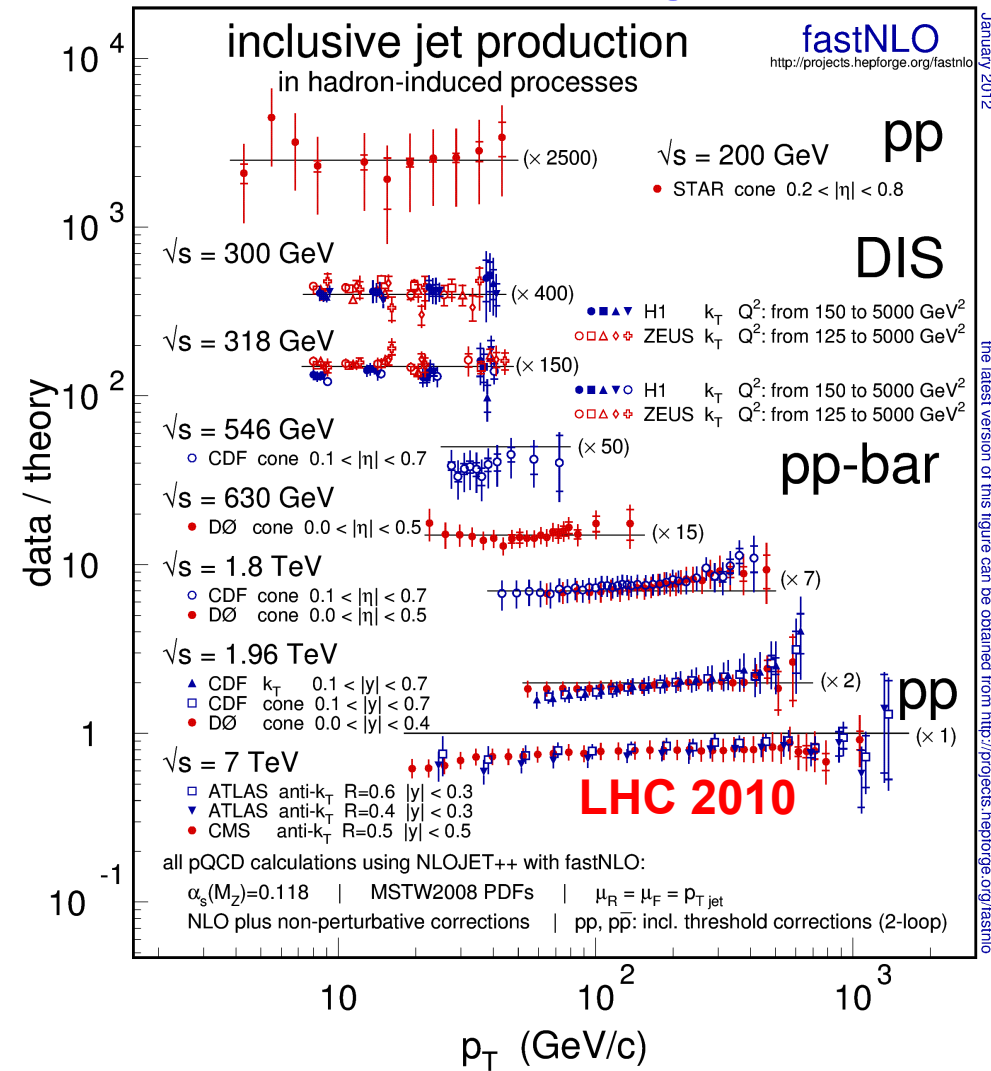 inclusive jet production
in hadron-induced processes
fastNLO
http://projects.hepforge.org/fastnlo
January 2012
the latest version of this figure can be obtained from http://projects.hepforge.org/fastnlo
data / theory
10^4
10^3
10^2
10
1
10^-1
pp
√s = 200 GeV
STAR cone 0.2 < |η| < 0.8
(× 2500)
DIS
√s = 300 GeV
(× 400)
H1 k_T Q²: from 150 to 5000 GeV²
ZEUS k_T Q²: from 125 to 5000 GeV²
√s = 318 GeV
(× 150)
H1 k_T Q²: from 150 to 5000 GeV²
ZEUS k_T Q²: from 125 to 5000 GeV²
pp-bar
√s = 546 GeV
CDF cone 0.1 < |η| < 0.7
(× 50)
√s = 630 GeV
DØ cone 0.0 < |η| < 0.5
(× 15)
√s = 1.8 TeV
CDF cone 0.1 < |η| < 0.7
DØ cone 0.0 < |η| < 0.5
(× 7)
√s = 1.96 TeV
CDF k_T 0.1 < |y| < 0.7
CDF cone 0.1 < |y| < 0.7
DØ cone 0.0 < |y| < 0.4
(× 2)
pp
(× 1)
√s = 7 TeV
ATLAS anti-k_T R=0.6 |y| < 0.3
ATLAS anti-k_T R=0.4 |y| < 0.3
CMS anti-k_T R=0.5 |y| < 0.5
LHC 2010
all pQCD calculations using NLOJET++ with fastNLO:
α_s(M_Z)=0.118 | MSTW2008 PDFs | μ_R = μ_F = p_T jet
NLO plus non-perturbative corrections | pp, pp̅: incl. threshold corrections (2-loop)
10 10^2 10^3
p_T (GeV/c)